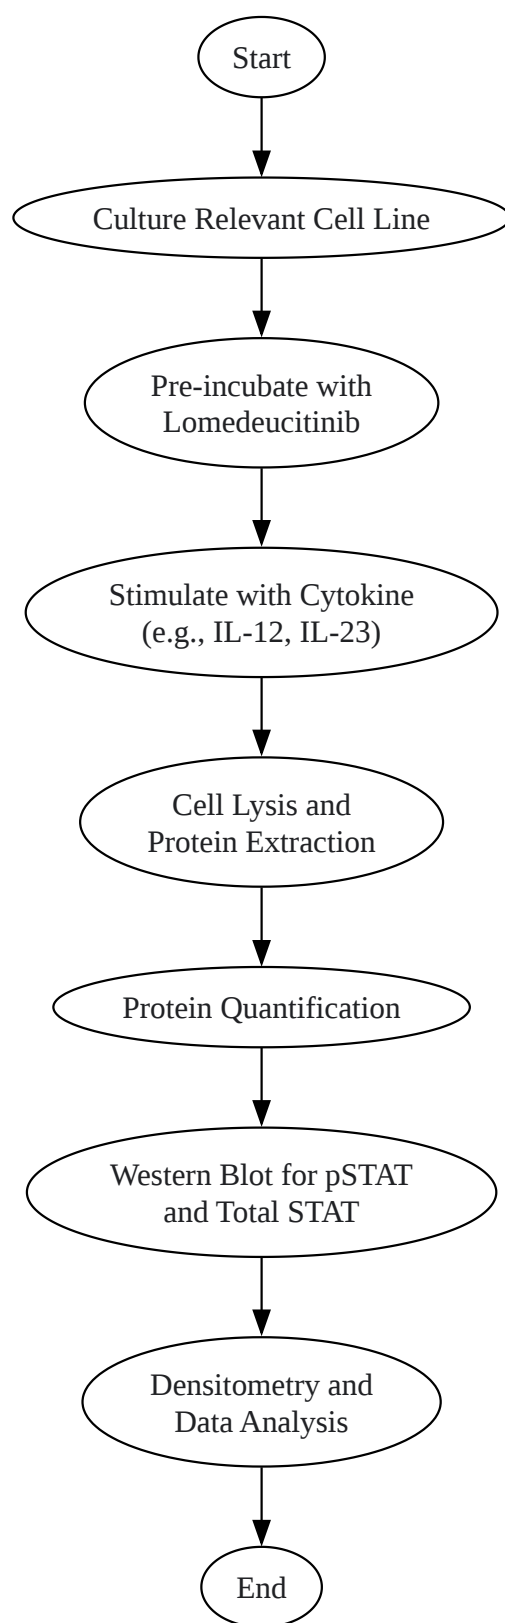 Start
Culture Relevant Cell Line
Pre-incubate with
Lomedeucitinib
Stimulate with Cytokine
(e.g., IL-12, IL-23)
Cell Lysis and
Protein Extraction
Protein Quantification
Western Blot for pSTAT
and Total STAT
Densitometry and
Data Analysis
End